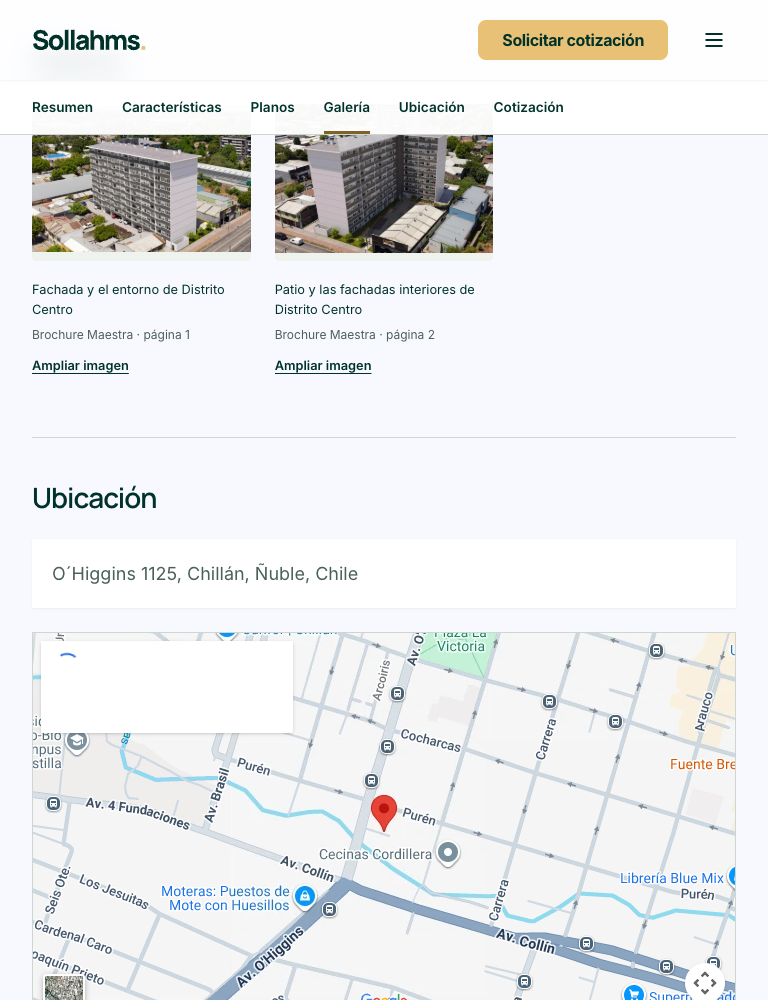 Sollahms.
Solicitar cotización
Resumen
Características
Planos
Galería
Ubicación
Cotización
Fachada y el entorno de Distrito
Centro
Brochure Maestra · página 1
Ampliar imagen
Patio y las fachadas interiores de
Distrito Centro
Brochure Maestra · página 2
Ampliar imagen
Ubicación
O´Higgins 1125, Chillán, Ñuble, Chile
Plaza La
Victoria
Arcoiris
Carrera
Arauco
Cocharcas
Purén
Fuente Bre
Av. Brasil
Av. 4 Fundaciones
Purén
Cecinas Cordillera
Av. Collín
Librería Blue Mix
Purén
Moteras: Puestos de
Mote con Huesillos
Seis Ote.
Los Jesuitas
Carrera
Cardenal Caro
Av. O'Higgins
Av. Collín
Joaquín Prieto
Google